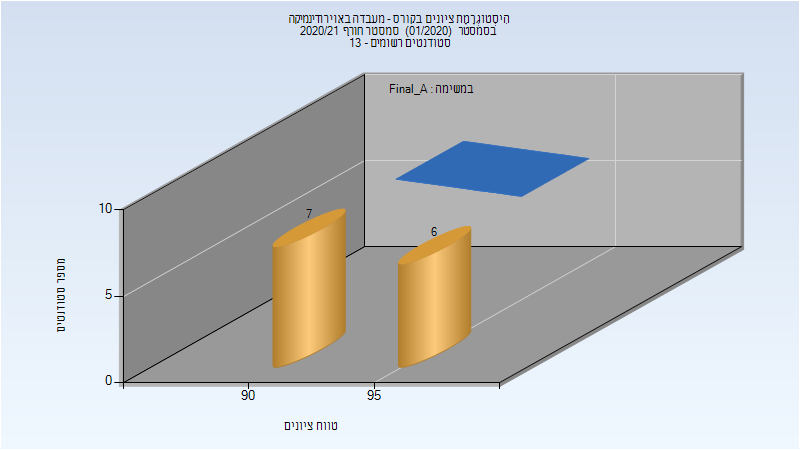 היסטוגרמת ציונים בקורס - מעבדה באוירודינמיקה
בסמסטר (01/2020) סמסטר חורף 2020/21
סטודנטים רשומים - 13
במשימה : Final_A
7
6
10
5
0
90
95
מספר סטודנטים
טווח ציונים